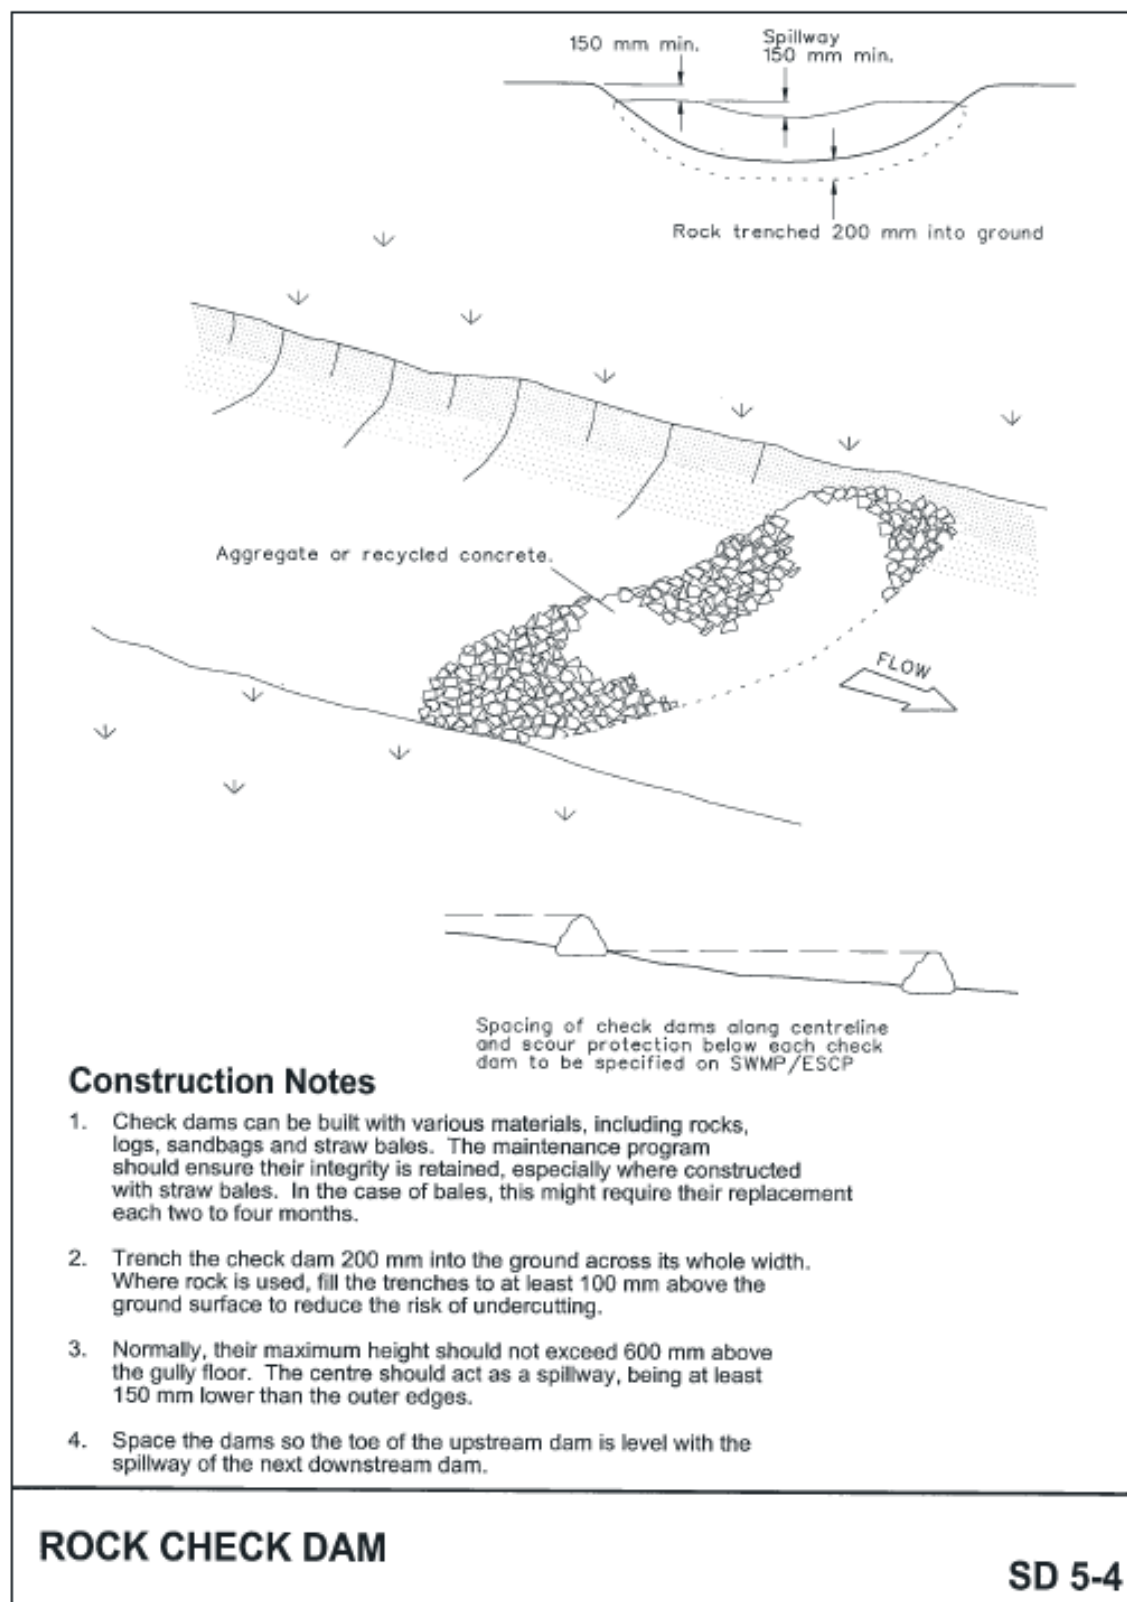 150 mm min.
Spillway
150 mm min.
Rock trenched 200 mm into ground
Aggregate or recycled concrete.
FLOW
Spacing of check dams along centreline
and scour protection below each check
dam to be specified on SWMP/ESCP
Construction Notes
1. Check dams can be built with various materials, including rocks,
logs, sandbags and straw bales. The maintenance program
should ensure their integrity is retained, especially where constructed
with straw bales. In the case of bales, this might require their replacement
each two to four months.
2. Trench the check dam 200 mm into the ground across its whole width.
Where rock is used, fill the trenches to at least 100 mm above the
ground surface to reduce the risk of undercutting.
3. Normally, their maximum height should not exceed 600 mm above
the gully floor. The centre should act as a spillway, being at least
150 mm lower than the outer edges.
4. Space the dams so the toe of the upstream dam is level with the
spillway of the next downstream dam.
ROCK CHECK DAM
SD 5-4